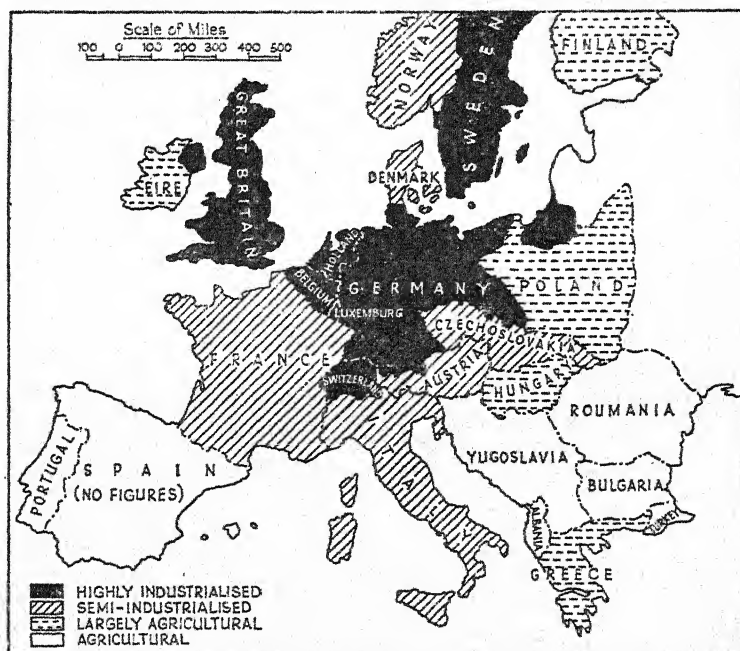 Scale of Miles
100 0 100 200 300 400 500
NORWAY
SWEDEN
FINLAND
GREAT BRITAIN
EIRE
DENMARK
HOLLAND
BELGIUM
GERMANY
LUXEMBURG
POLAND
CZECHOSLOVAKIA
FRANCE
SWITZERLAND
AUSTRIA
HUNGARY
ROUMANIA
ITALY
YUGOSLAVIA
PORTUGAL
SPAIN
(NO FIGURES)
BULGARIA
ALBANIA
TURKEY
GREECE
HIGHLY INDUSTRIALISED
SEMI-INDUSTRIALISED
LARGELY AGRICULTURAL
AGRICULTURAL